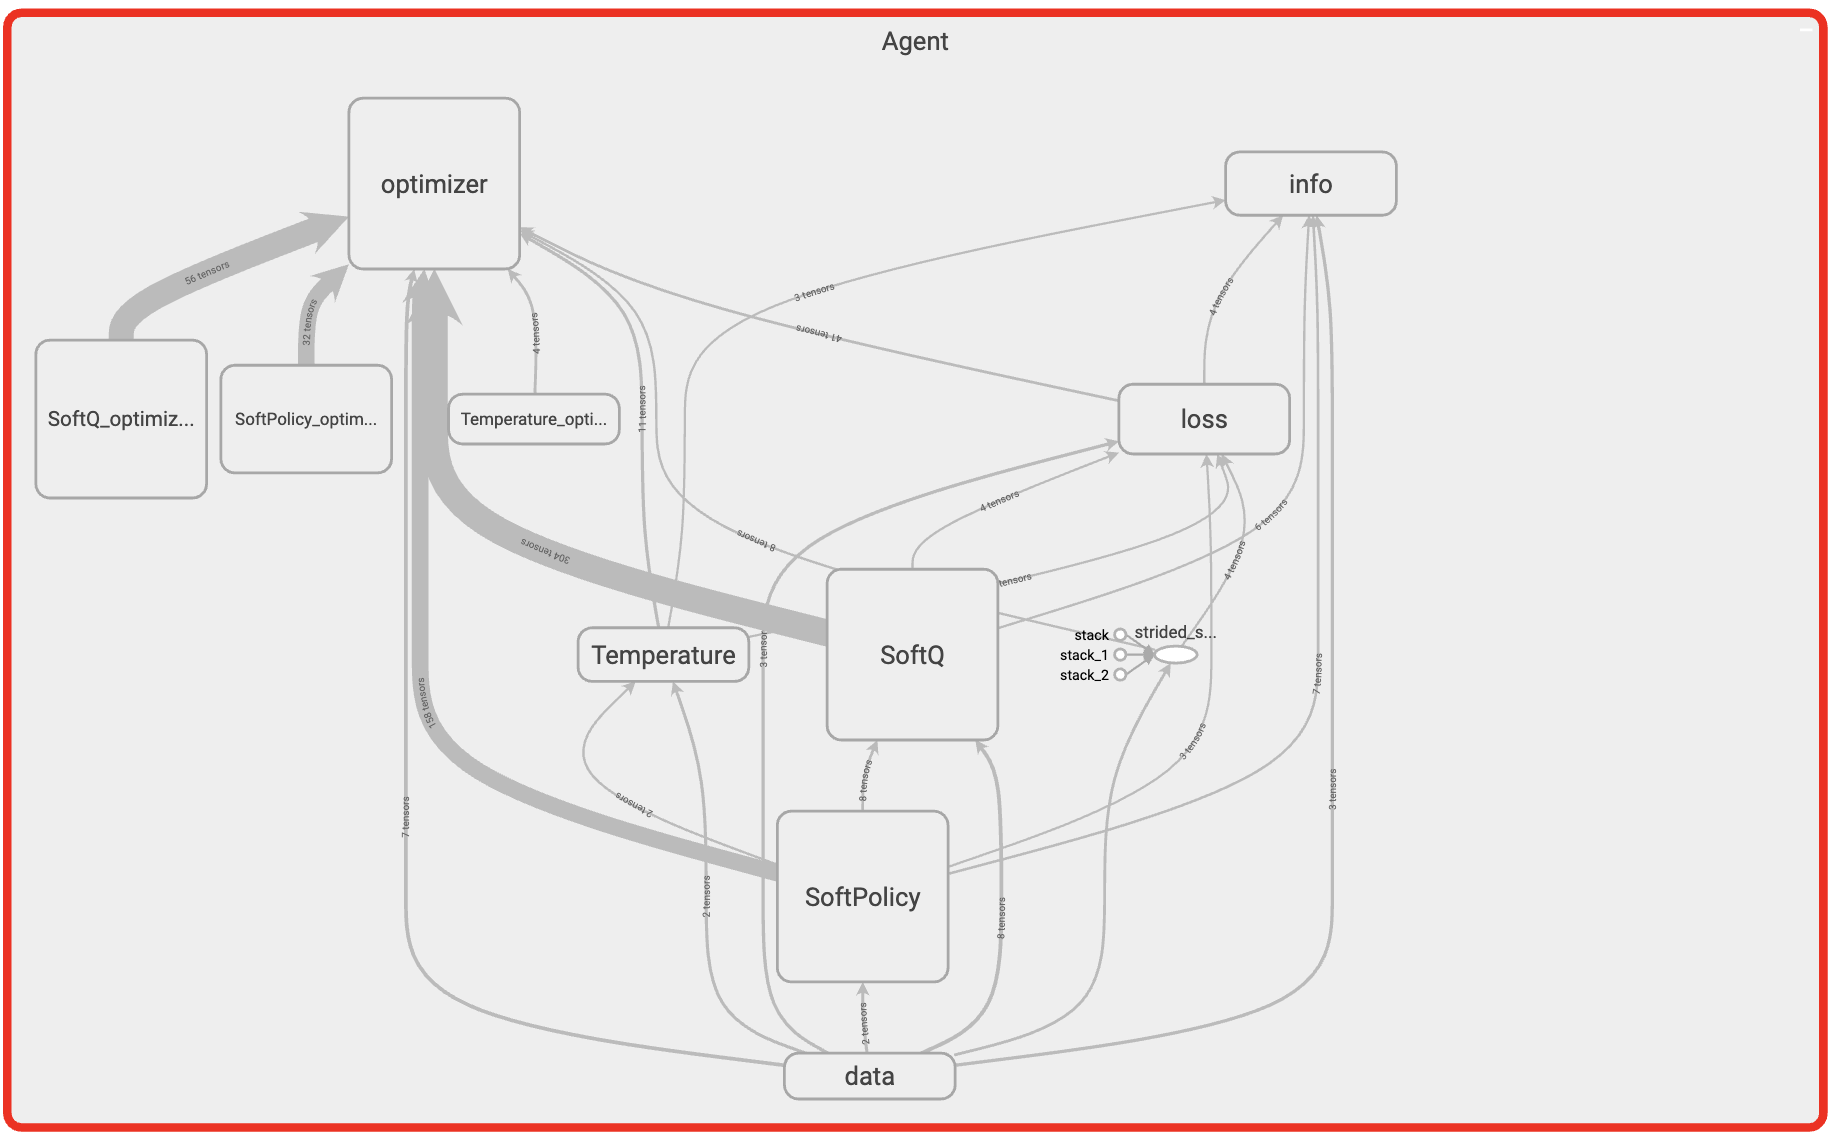 Agent
optimizer
info
56 tensors
32 tensors
4 tensors
3 tensors
41 tensors
4 tensors
SoftQ_optimiz...
SoftPolicy_optim...
Temperature_opti...
11 tensors
loss
304 tensors
8 tensors
4 tensors
6 tensors
tensors
4 tensors
Temperature
3 tensor
SoftQ
stack
strided_s...
stack_1
stack_2
158 tensors
7 tensors
3 tensors
8 tensors
2 tensors
7 tensors
3 tensors
2 tensors
SoftPolicy
8 tensors
2 tensors
data